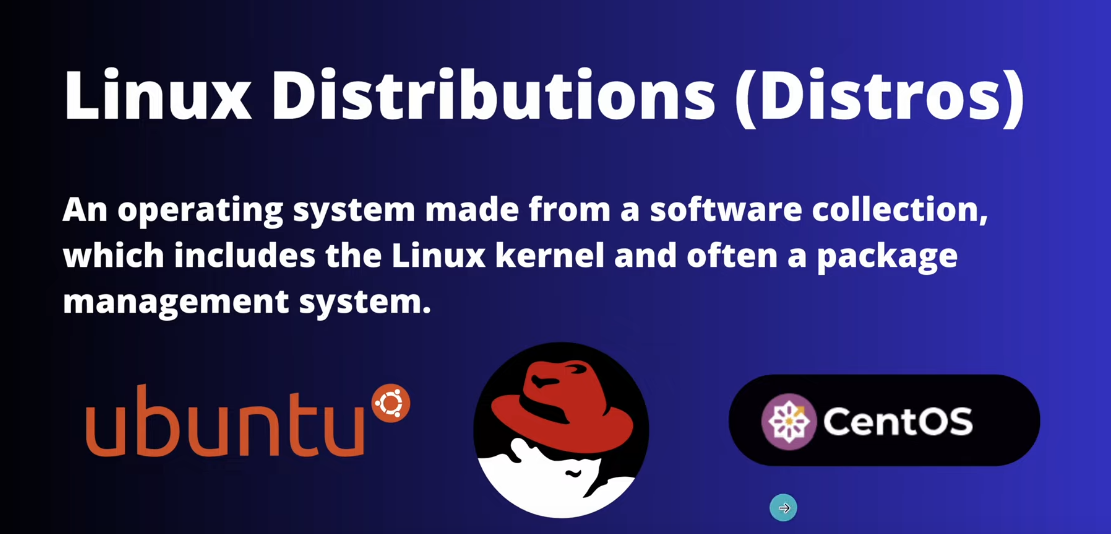 Linux Distributions (Distros)
An operating system made from a software collection,
which includes the Linux kernel and often a package
management system.
ubuntu
CentOS